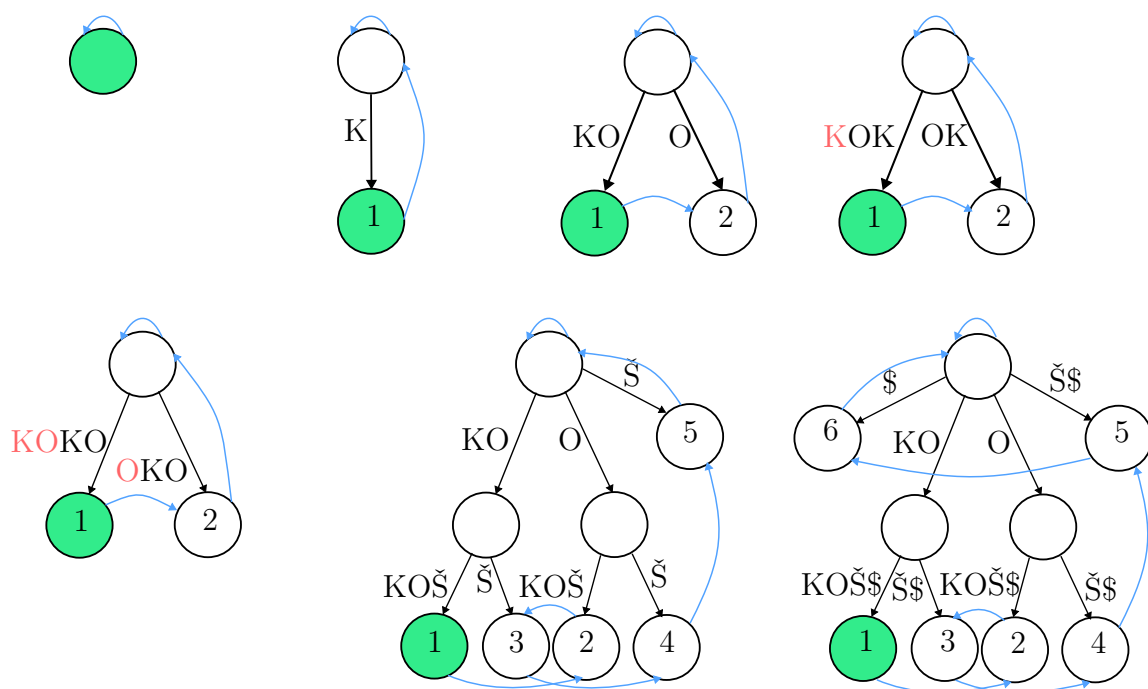 K
1
KO O
1 2
KOK OK
1 2
KOKO OKO
1 2
Š
KO O 5
KOŠ Š KOŠ Š
1 3 2 4
$ Š$
6 KO O 5
KOŠ$ Š$ KOŠ$ Š$
1 3 2 4